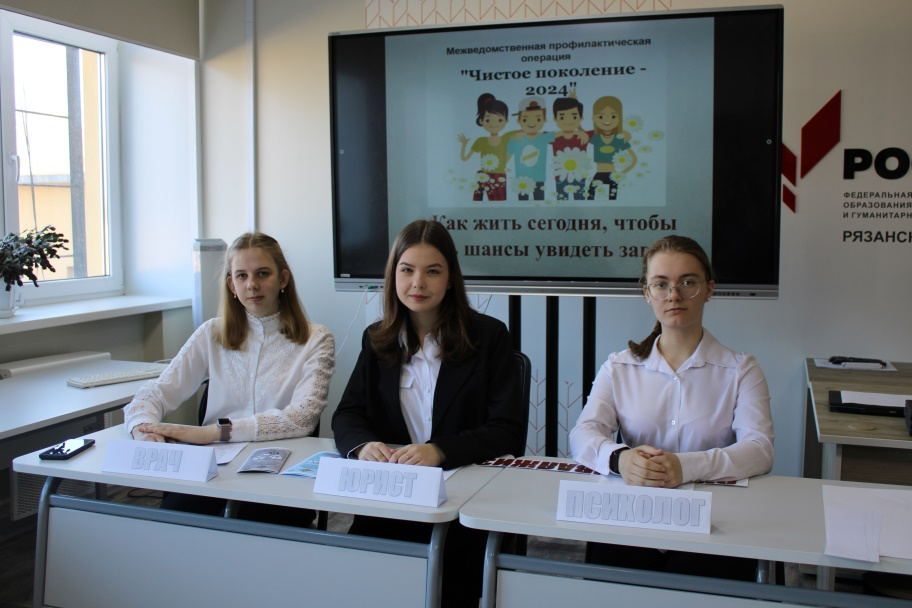 Межведомственная профилактическая
операция
"Чистое поколение -
2024"
Как жить сегодня, чтобы
шансы увидеть
РО
ФЕДЕРАЛЬНАЯ
ОБРАЗОВАНИЯ
И ГУМАНИТАРН
РЯЗАНСК
ВРАЧ
ЮРИСТ
ПСИХОЛОГ